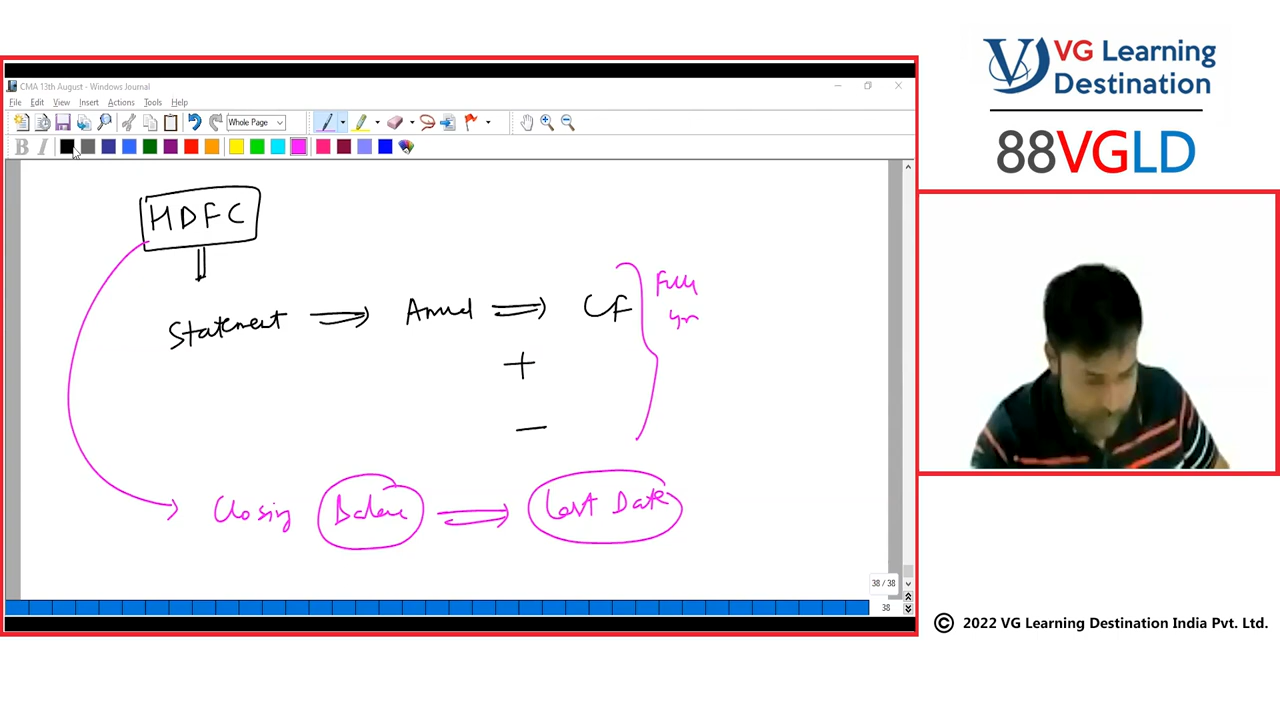 VG Learning
Destination
88VGLD
CMA 13th August - Windows Journal
File Edit View Insert Actions Tools Help
Whole Page
B I
HDFC
Statement ⇒ Annual ⇒ CF
Full
yr
+
−
Closing Balance ⇒ Last Date
38 / 38
38
© 2022 VG Learning Destination India Pvt. Ltd.